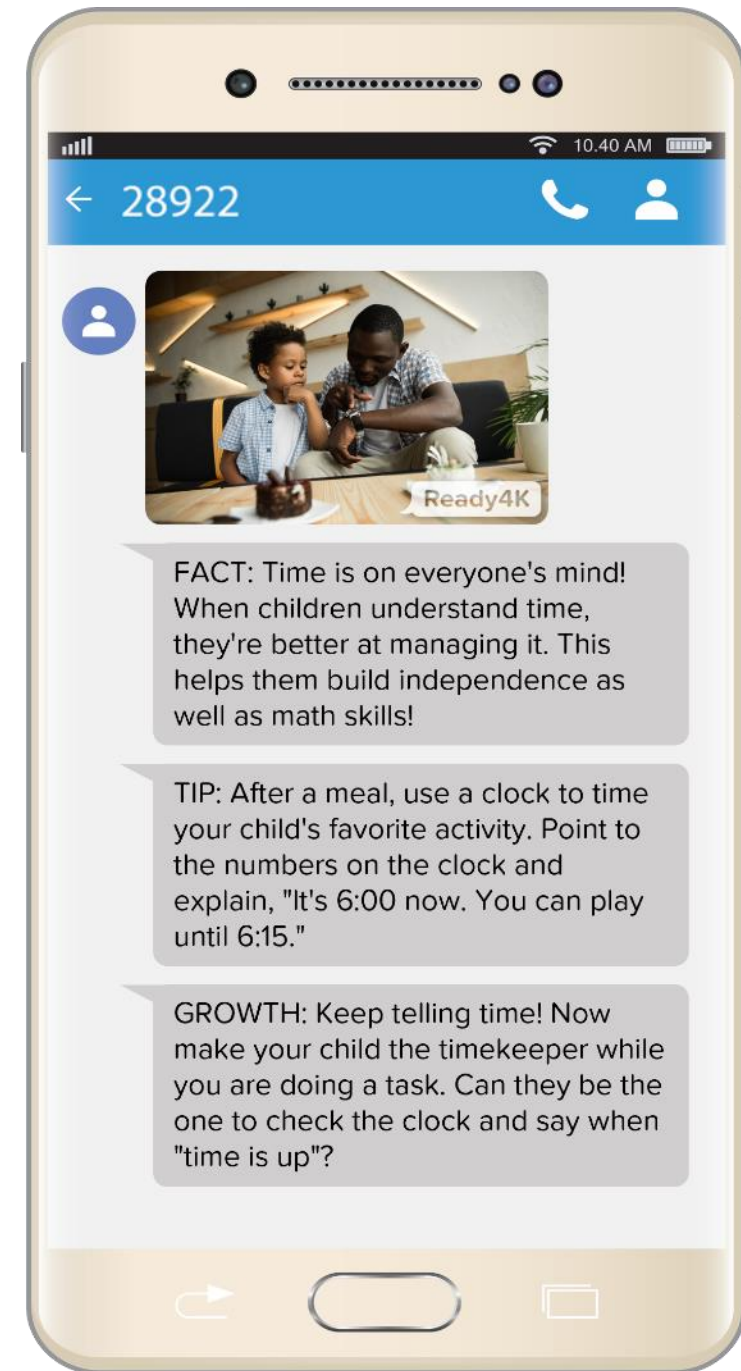 10.40 AM
28922
Ready4K
FACT: Time is on everyone's mind!
When children understand time,
they're better at managing it. This
helps them build independence as
well as math skills!
TIP: After a meal, use a clock to time
your child's favorite activity. Point to
the numbers on the clock and
explain, "It's 6:00 now. You can play
until 6:15."
GROWTH: Keep telling time! Now
make your child the timekeeper while
you are doing a task. Can they be the
one to check the clock and say when
"time is up"?